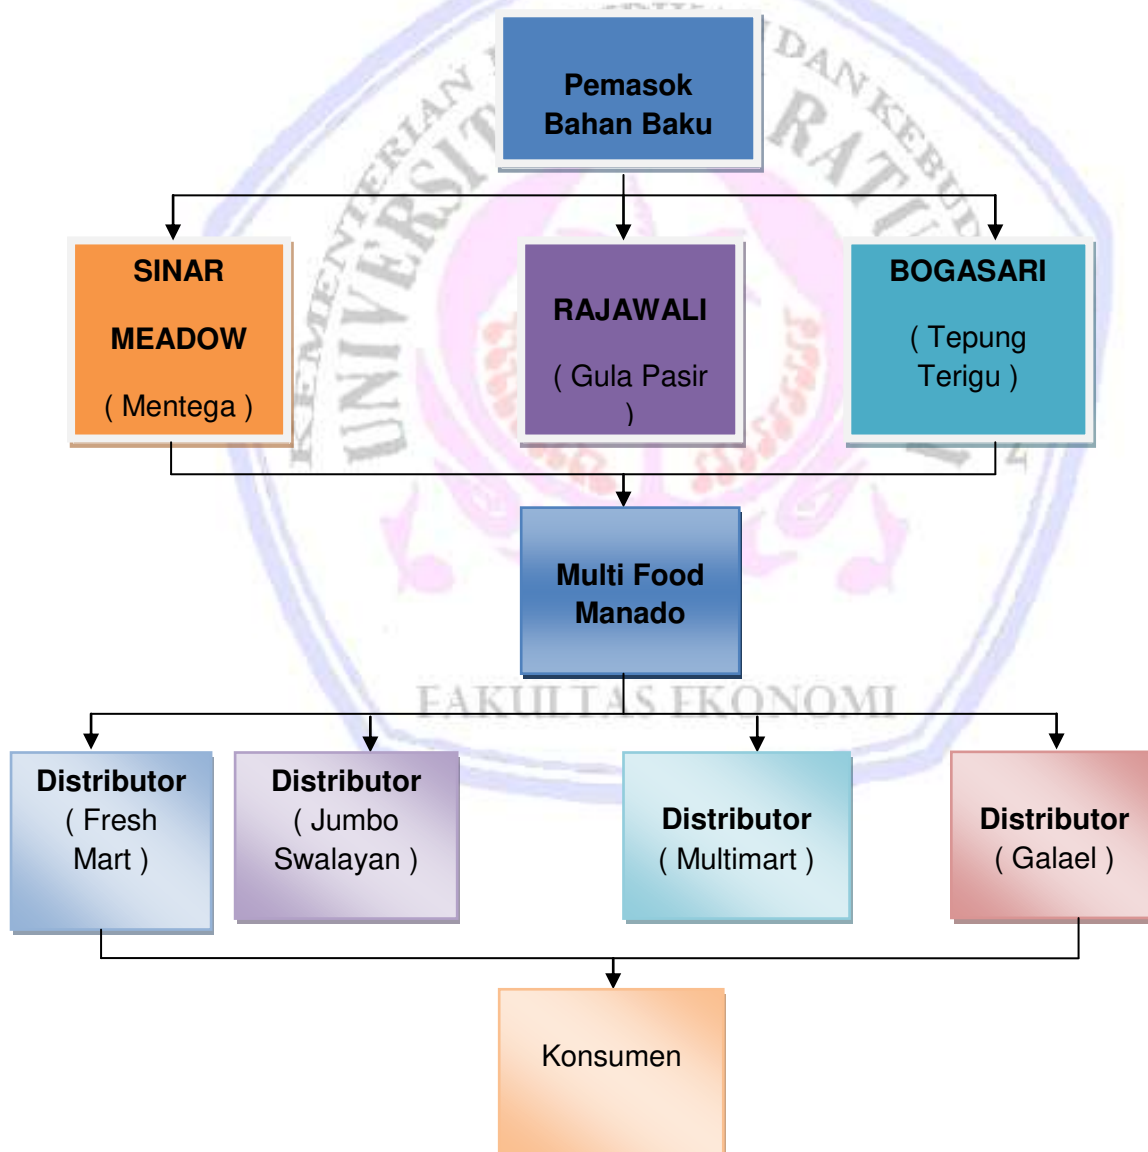 Pemasok
Bahan Baku
SINAR
MEADOW
( Mentega )
RAJAWALI
( Gula Pasir
)
BOGASARI
( Tepung
Terigu )
Multi Food
Manado
FAKULTAS EKONOMI
Distributor
( Fresh
Mart )
Distributor
( Jumbo
Swalayan )
Distributor
( Multimart )
Distributor
( Galael )
Konsumen